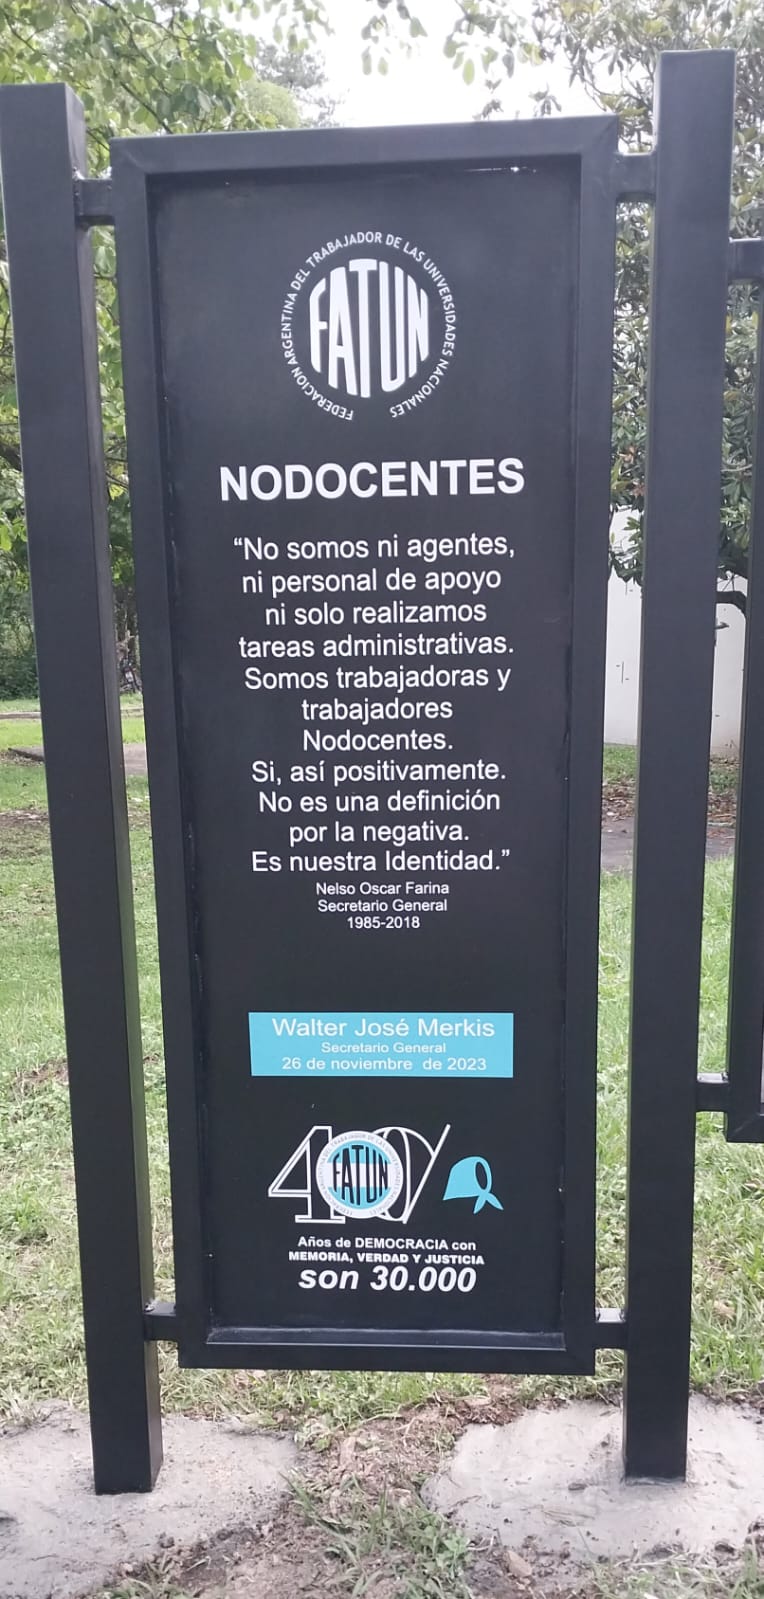 FEDERACION ARGENTINA DEL TRABAJADOR DE LAS UNIVERSIDADES NACIONALES
FATUN
NODOCENTES
“No somos ni agentes,
ni personal de apoyo
ni solo realizamos
tareas administrativas.
Somos trabajadoras y
trabajadores
Nodocentes.
Si, así positivamente.
No es una definición
por la negativa.
Es nuestra Identidad.”
Nelso Oscar Farina
Secretario General
1985-2018
Walter José Merkis
Secretario General
26 de noviembre de 2023
40
FATUN
Años de DEMOCRACIA con
MEMORIA, VERDAD Y JUSTICIA
son 30.000